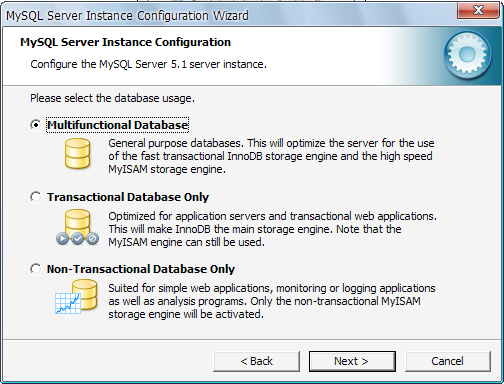 MySQL Server Instance Configuration Wizard
MySQL Server Instance Configuration
Configure the MySQL Server 5.1 server instance.
Please select the database usage.
Multifunctional Database
General purpose databases. This will optimize the server for the use
of the fast transactional InnoDB storage engine and the high speed
MyISAM storage engine.
Transactional Database Only
Optimized for application servers and transactional web applications.
This will make InnoDB the main storage engine. Note that the
MyISAM engine can still be used.
Non-Transactional Database Only
Suited for simple web applications, monitoring or logging applications
as well as analysis programs. Only the non-transactional MyISAM
storage engine will be activated.
< Back
Next >
Cancel